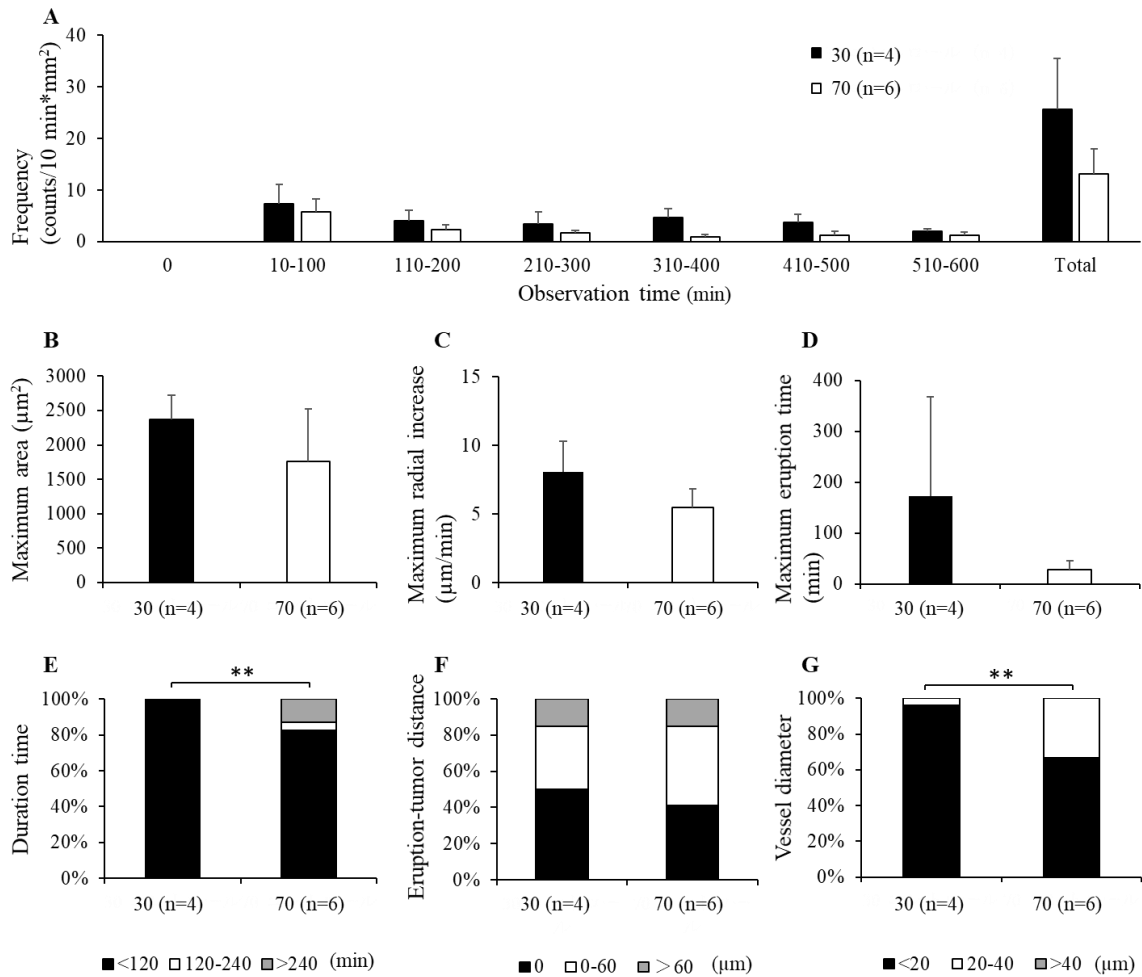 A
Frequency
(counts/10 min*mm²)
40
30
20
10
0
30 (n=4)
70 (n=6)
0 10-100 110-200 210-300 310-400 410-500 510-600 Total
Observation time (min)
B
Maximum area (µm²)
3000
2500
2000
1500
1000
500
0
30 (n=4) 70 (n=6)
C
Maximum radial increase
(µm/min)
15
10
5
0
30 (n=4) 70 (n=6)
D
Maximum eruption time
(min)
400
300
200
100
0
30 (n=4) 70 (n=6)
E
Duration time
**
100%
80%
60%
40%
20%
0%
30 (n=4) 70 (n=6)
<120 120-240 >240 (min)
F
Eruption-tumor distance
100%
80%
60%
40%
20%
0%
30 (n=4) 70 (n=6)
0 0-60 >60 (µm)
G
Vessel diameter
**
100%
80%
60%
40%
20%
0%
30 (n=4) 70 (n=6)
<20 20-40 >40 (µm)